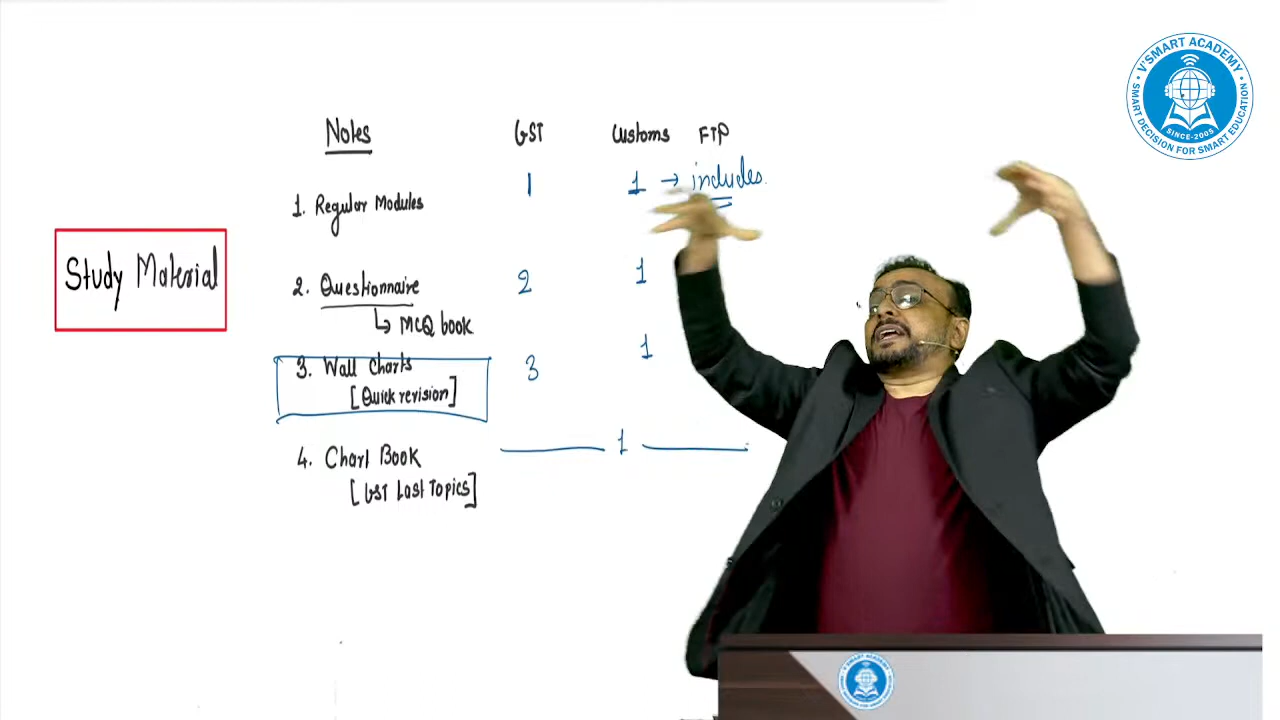 V'SMART ACADEMY
SMART DECISION FOR SMART EDUCATION
SINCE-2005
Notes GST Customs FTP
1. Regular Modules 1 1 → includes.
Study Material
2. Questionnaire 2 1
↳ MCQ book
3. Wall Charts 3 1
[Quick revision]
4. Chart Book 1
[GST Last Topics]
V'SMART ACADEMY